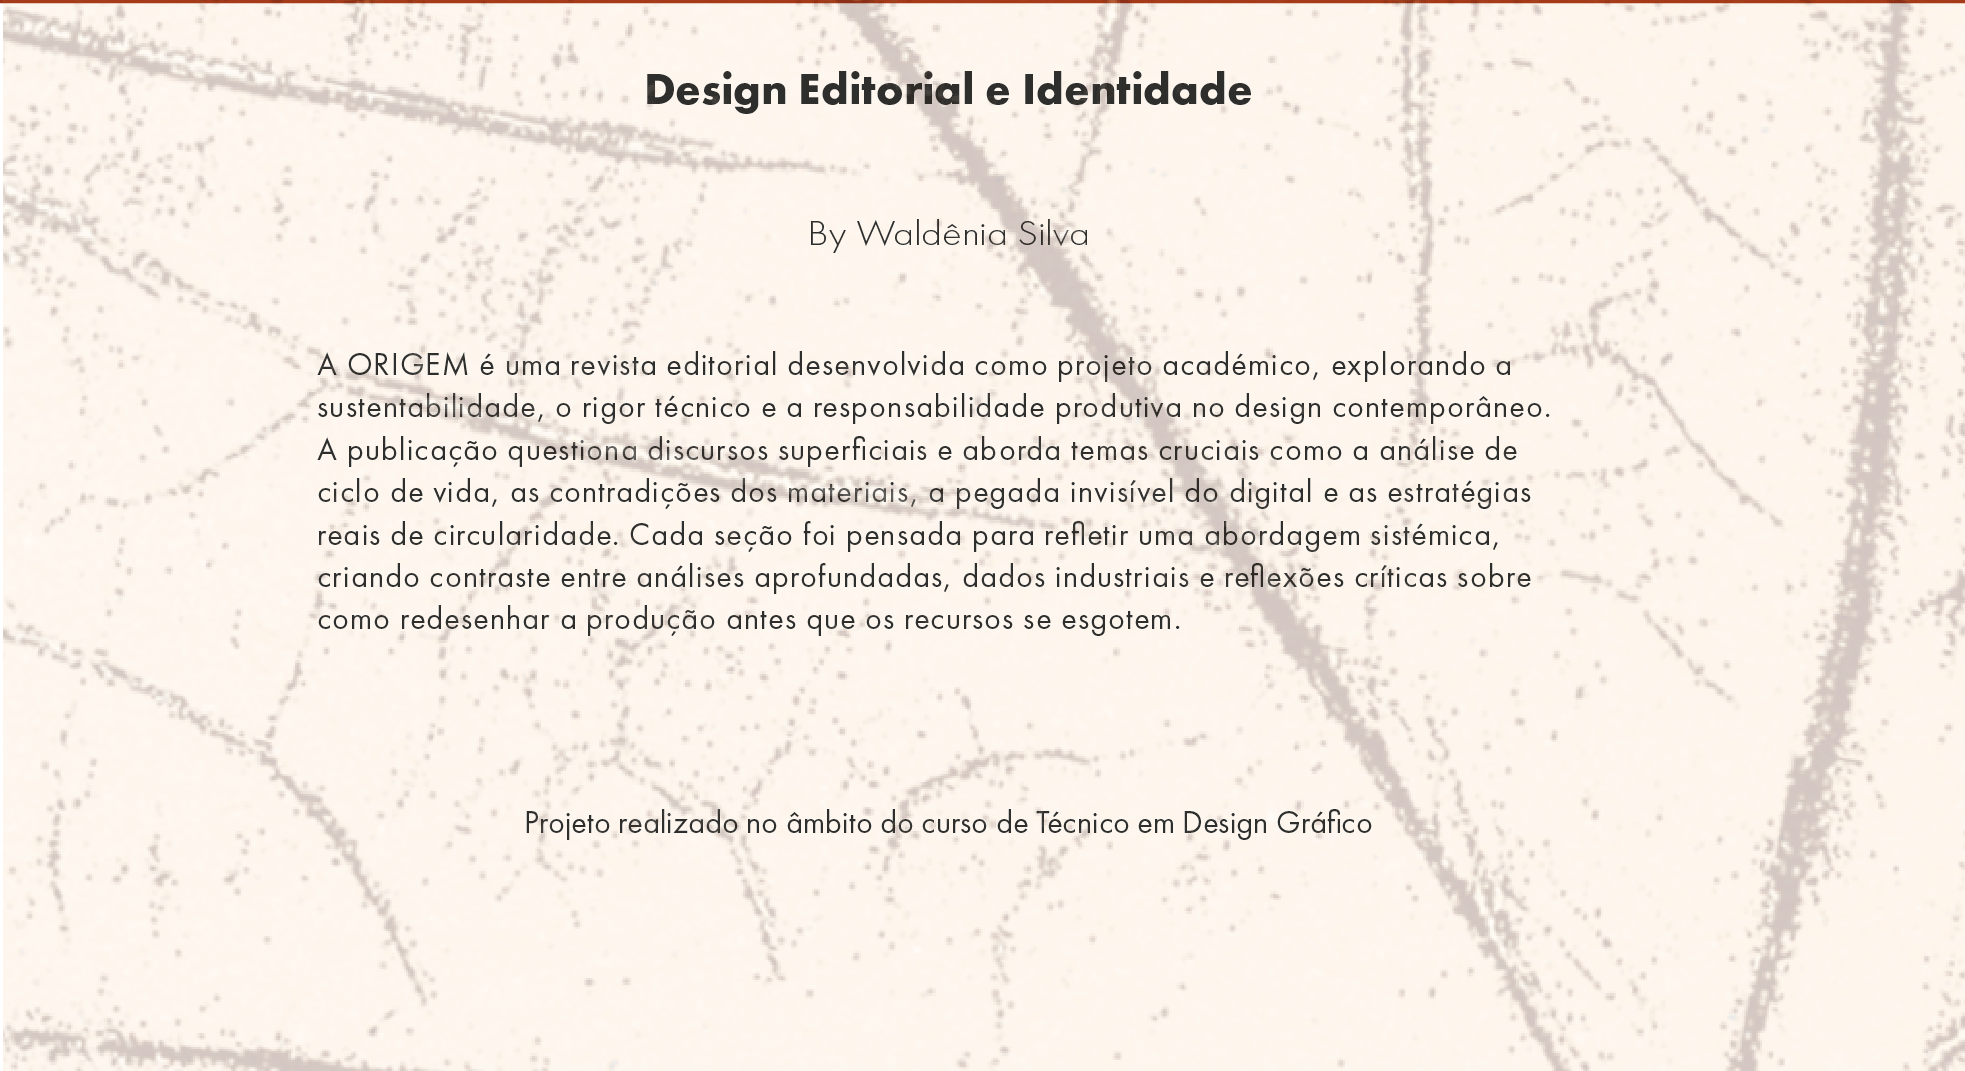 Design Editorial e Identidade
By Waldênia Silva
A ORIGEM é uma revista editorial desenvolvida como projeto académico, explorando a
sustentabilidade, o rigor técnico e a responsabilidade produtiva no design contemporâneo.
A publicação questiona discursos superficiais e aborda temas cruciais como a análise de
ciclo de vida, as contradições dos materiais, a pegada invisível do digital e as estratégias
reais de circularidade. Cada seção foi pensada para refletir uma abordagem sistémica,
criando contraste entre análises aprofundadas, dados industriais e reflexões críticas sobre
como redesenhar a produção antes que os recursos se esgotem.
Projeto realizado no âmbito do curso de Técnico em Design Gráfico